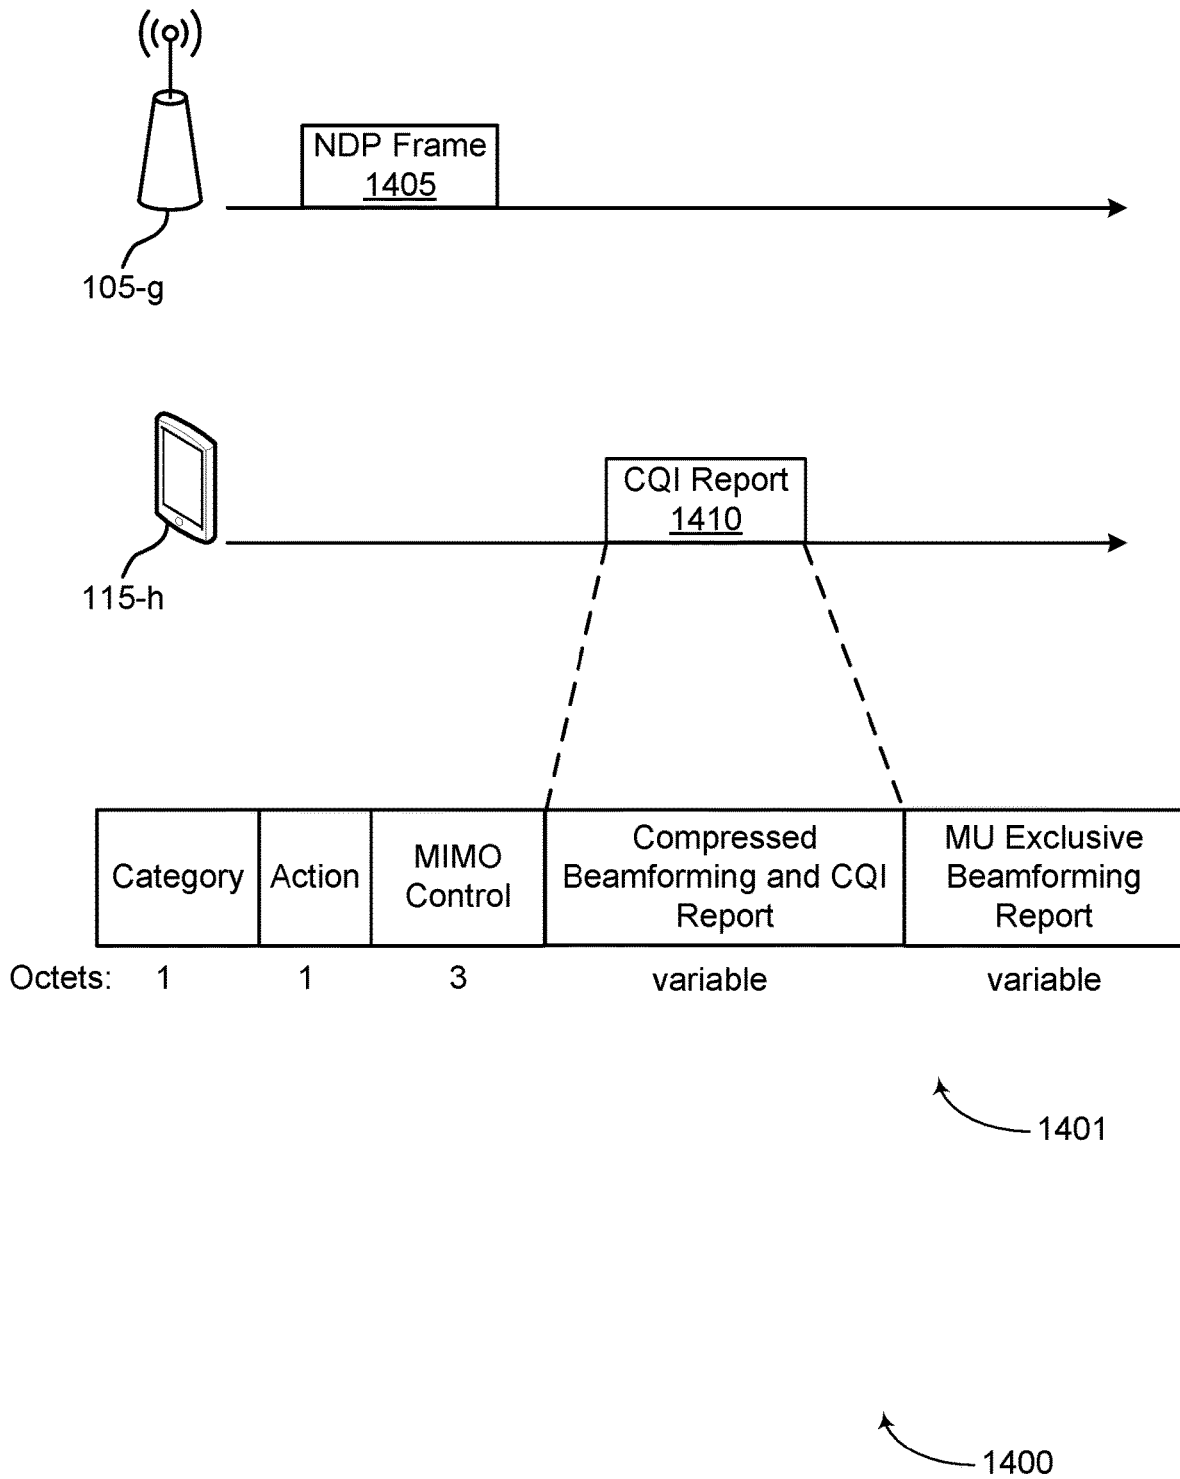 NDP Frame
1405
105-g
CQI Report
1410
115-h
Category
Action
MIMO
Control
Compressed
Beamforming and CQI
Report
MU Exclusive
Beamforming
Report
Octets: 1 1 3 variable variable
1401
1400